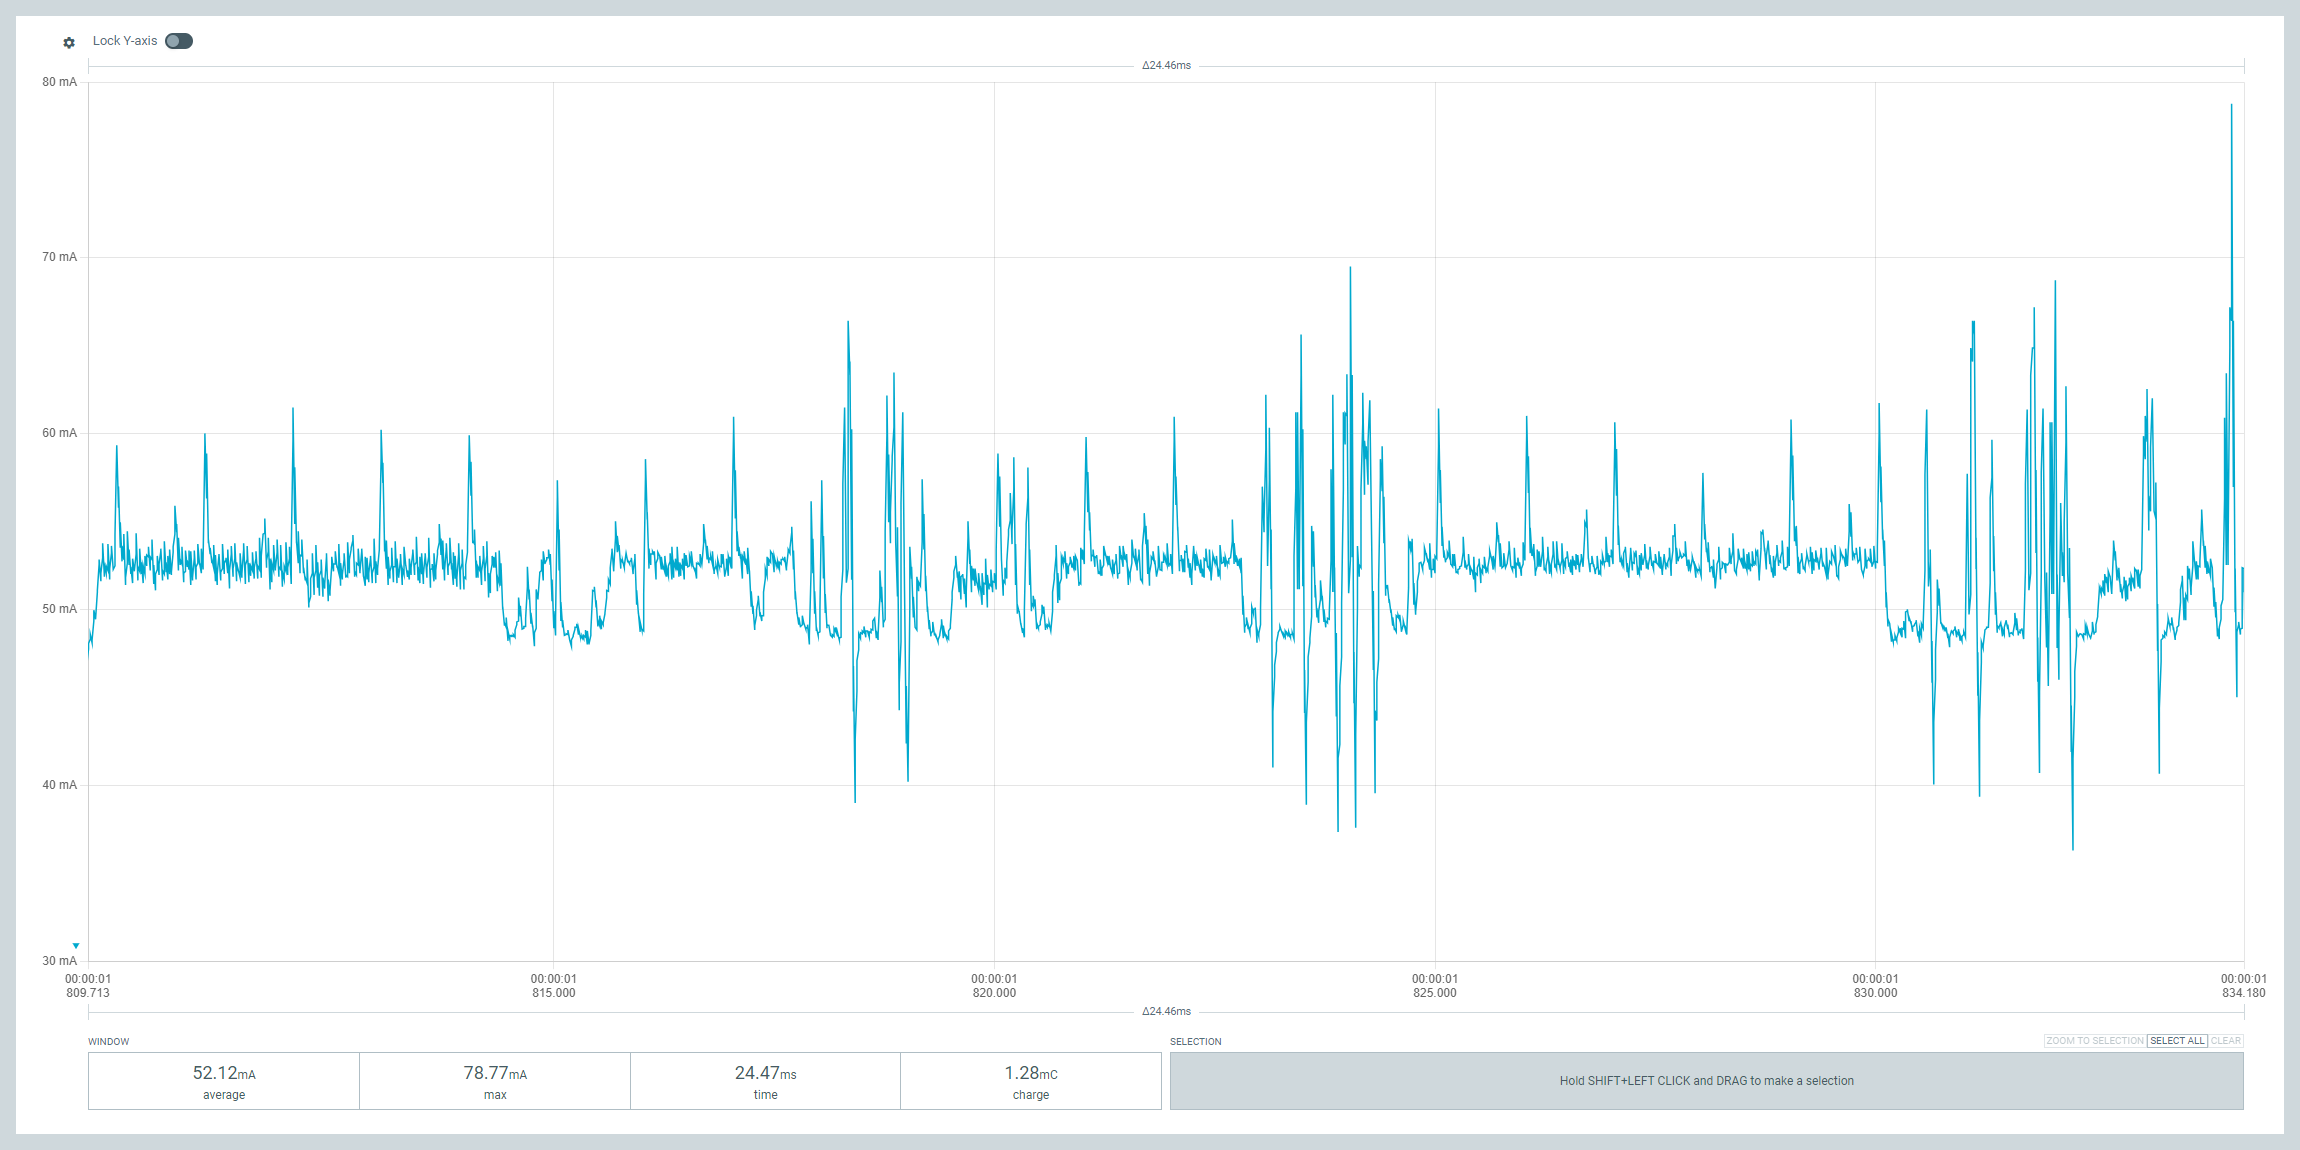 Lock Y-axis
Δ24.46ms
80 mA
70 mA
60 mA
50 mA
40 mA
30 mA
00:00:01 00:00:01 00:00:01 00:00:01 00:00:01 00:00:01
809.713 815.000 820.000 825.000 830.000 834.180
Δ24.46ms
WINDOW
52.12mA 78.77mA 24.47ms 1.28mC
average max time charge
SELECTION
ZOOM TO SELECTION SELECT ALL CLEAR
Hold SHIFT+LEFT CLICK and DRAG to make a selection